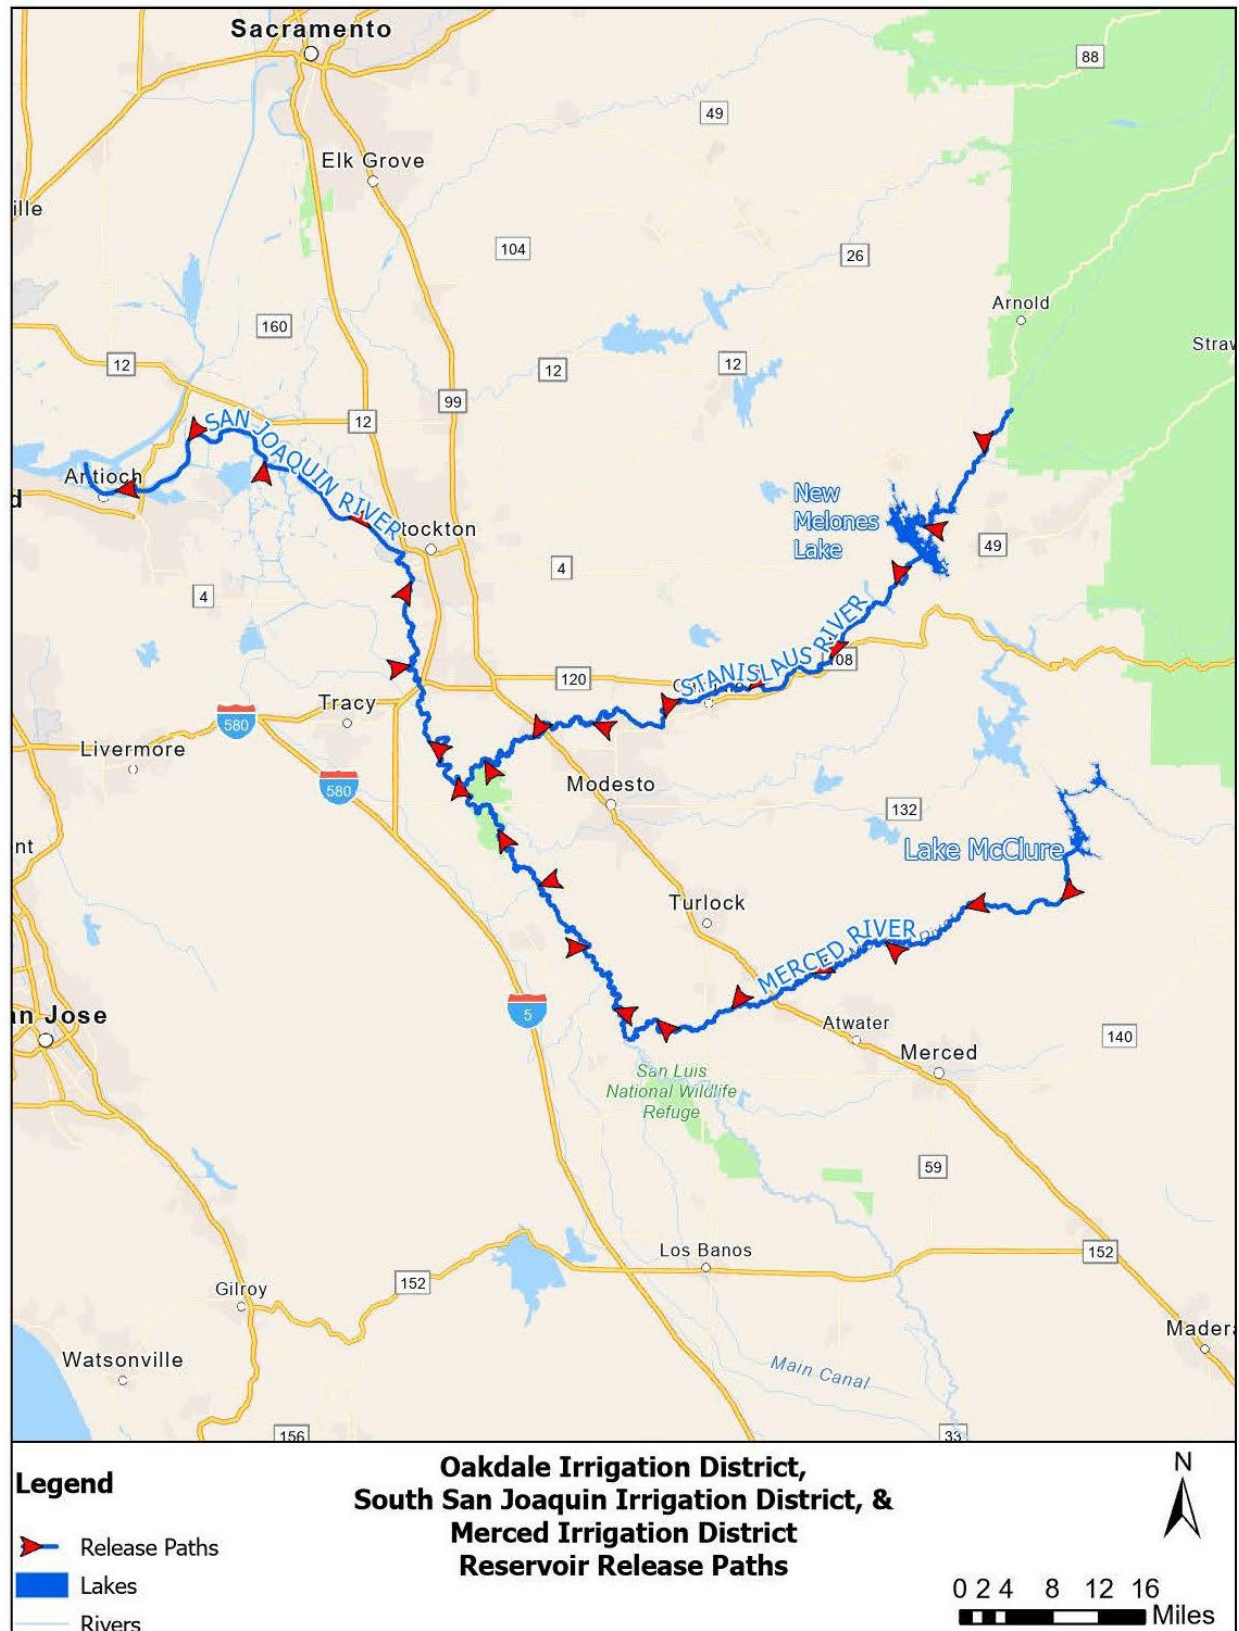 Sacramento
88
49
Elk Grove
ille
104
26
Arnold
160
Straw
12
12
12
99
12
SAN JOAQUIN RIVER
Antioch
d
tockton
New
Melones
Lake
49
4
4
STANISLAUS RIVER
108
120
Tracy
580
Livermore
580
Modesto
132
nt
Lake McClure
Turlock
MERCED RIVER
River
5
an Jose
Atwater
140
Merced
San Luis
National Wildlife
Refuge
59
Los Banos
152
152
Gilroy
Madera
Watsonville
Main Canal
156
33
Legend
Release Paths
Lakes
Rivers
Oakdale Irrigation District,
South San Joaquin Irrigation District, &
Merced Irrigation District
Reservoir Release Paths
N
0 2 4 8 12 16
Miles